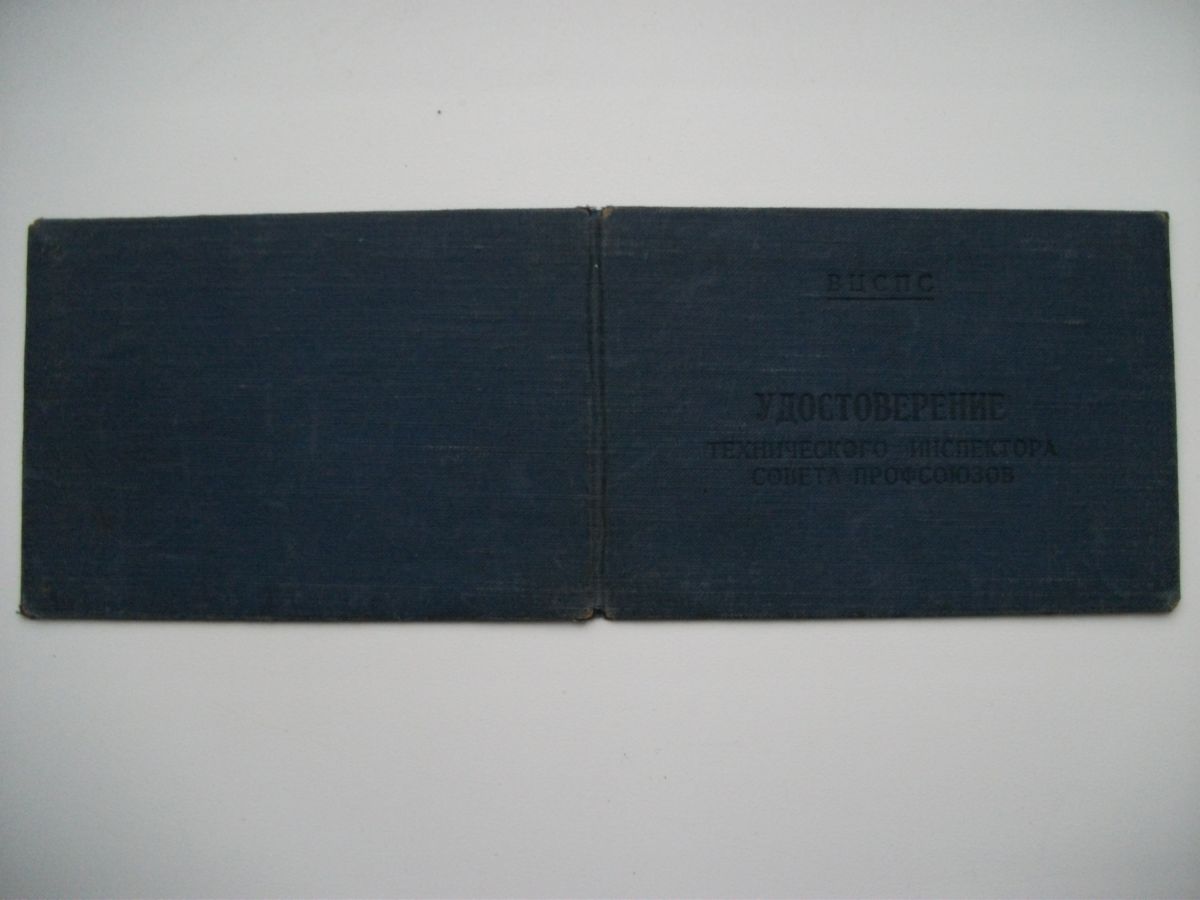 ВЦСПС
УДОСТОВЕРЕНИЕ
ТЕХНИЧЕСКОГО ИНСПЕКТОРА
СОВЕТА ПРОФСОЮЗОВ